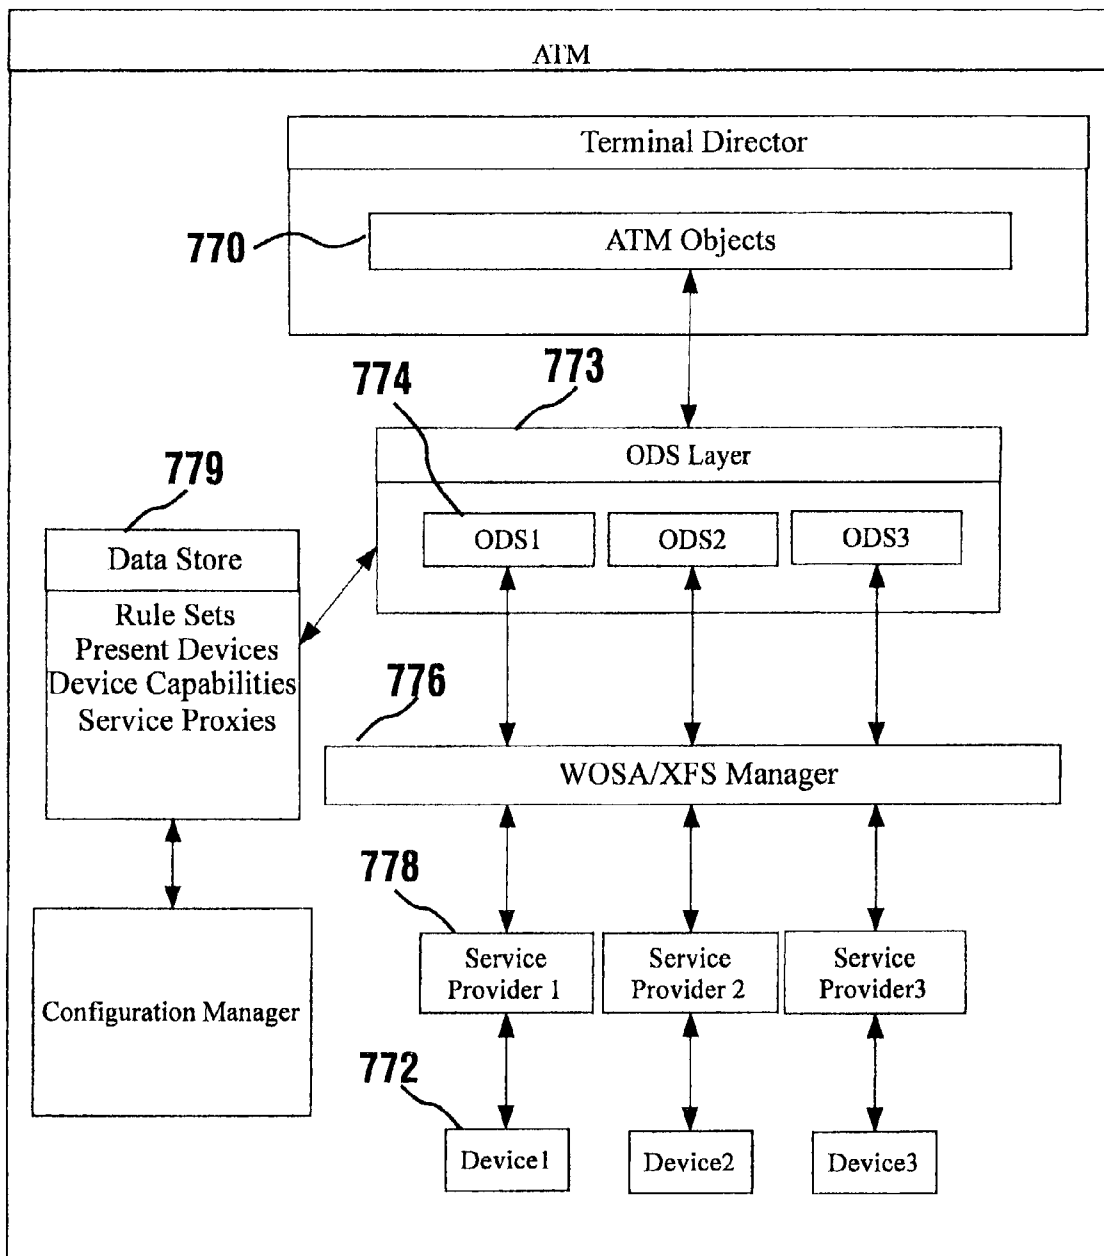 ATM
Terminal Director
770
ATM Objects
774
773
ODS Layer
779
ODS1
ODS2
ODS3
Data Store
Rule Sets
Present Devices
Device Capabilities
Service Proxies
776
WOSA/XFS Manager
778
Service
Provider 1
Service
Provider 2
Service
Provider3
Configuration Manager
772
Device1
Device2
Device3